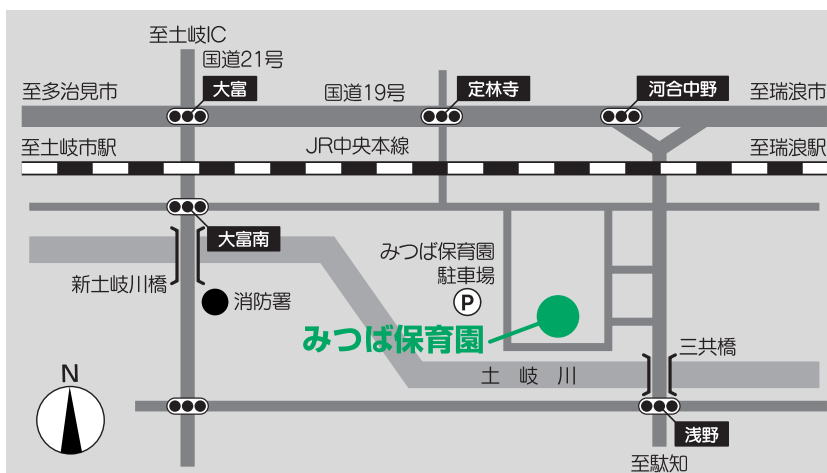 至土岐IC
国道21号
至多治見市
大富
国道19号
定林寺
河合中野
至瑞浪市
至土岐市駅
JR中央本線
至瑞浪駅
大富南
みつば保育園
駐車場
新土岐川橋
消防署
P
みつば保育園
三共橋
土岐川
N
浅野
至駄知